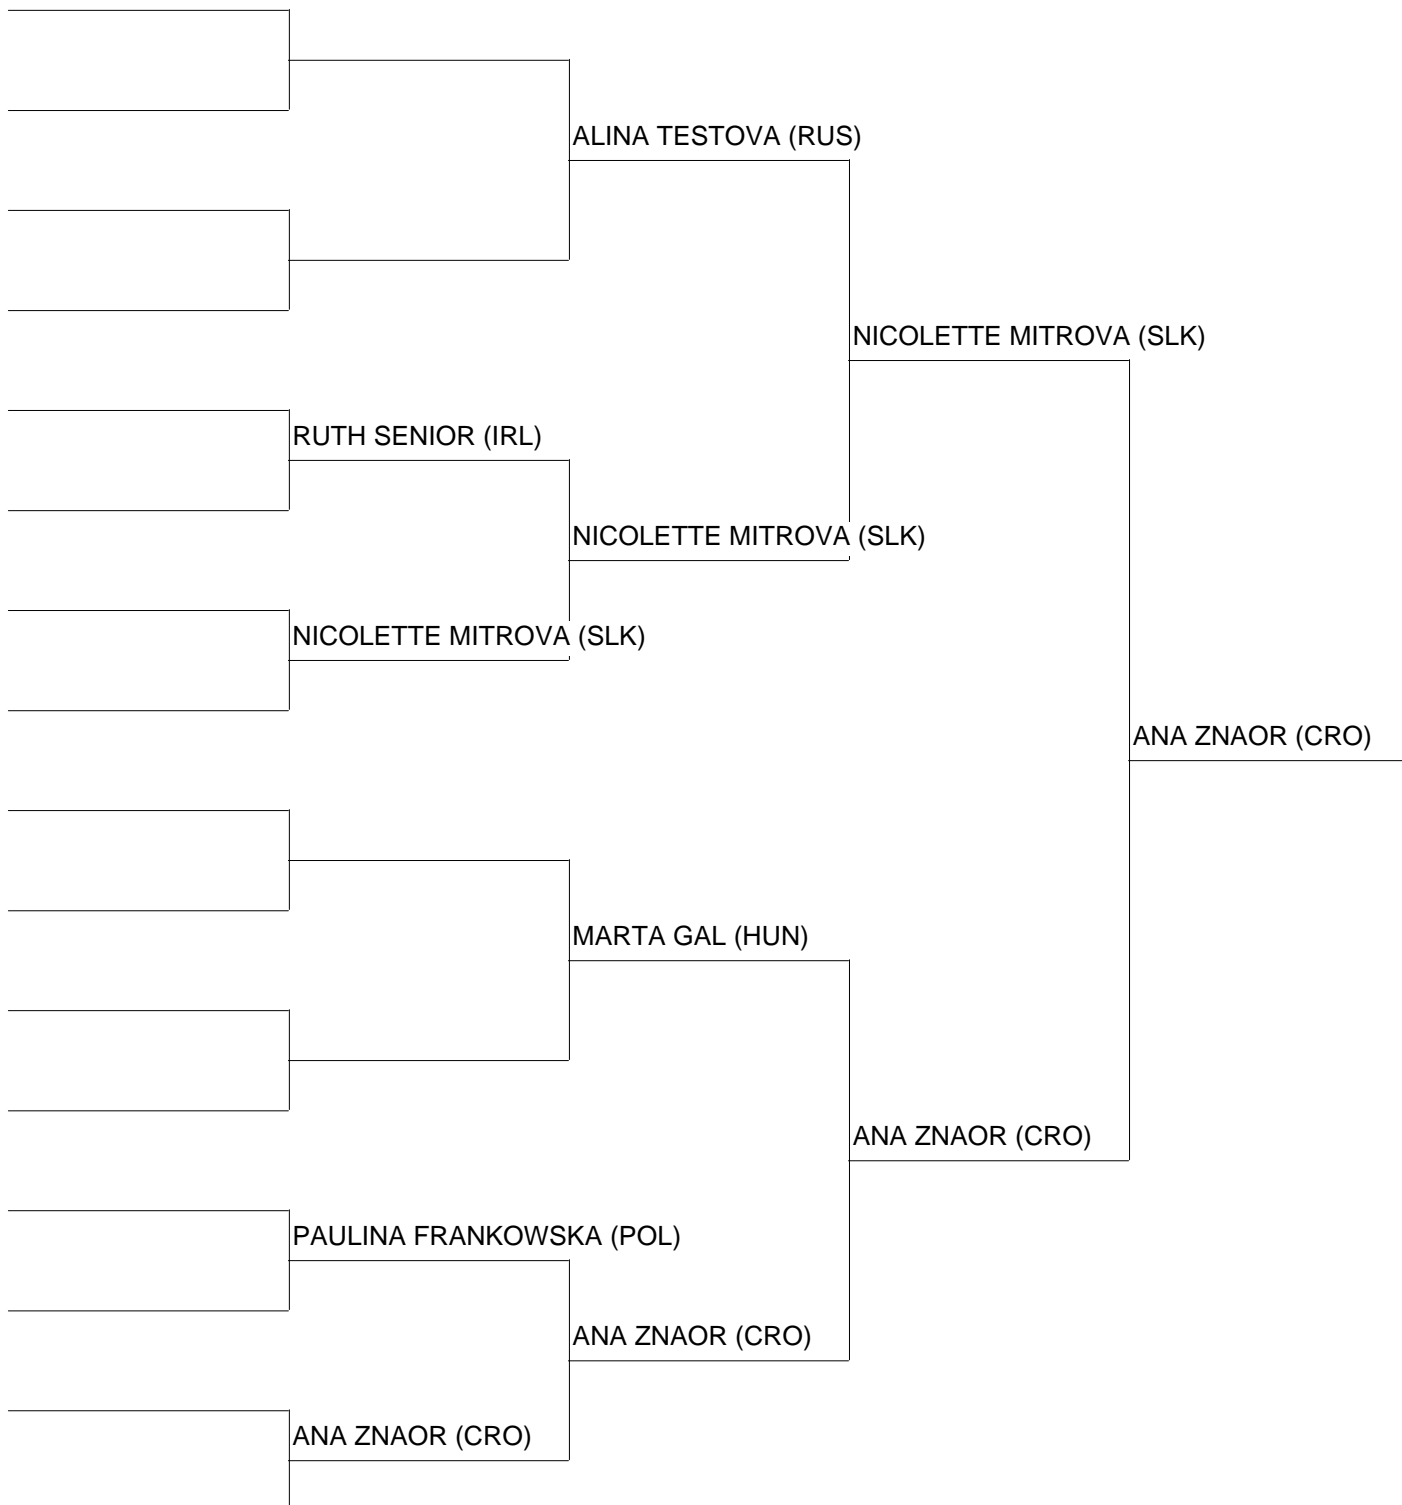 ALINA TESTOVA (RUS)
NICOLETTE MITROVA (SLK)
RUTH SENIOR (IRL)
NICOLETTE MITROVA (SLK)
NICOLETTE MITROVA (SLK)
ANA ZNAOR (CRO)
MARTA GAL (HUN)
ANA ZNAOR (CRO)
PAULINA FRANKOWSKA (POL)
ANA ZNAOR (CRO)
ANA ZNAOR (CRO)